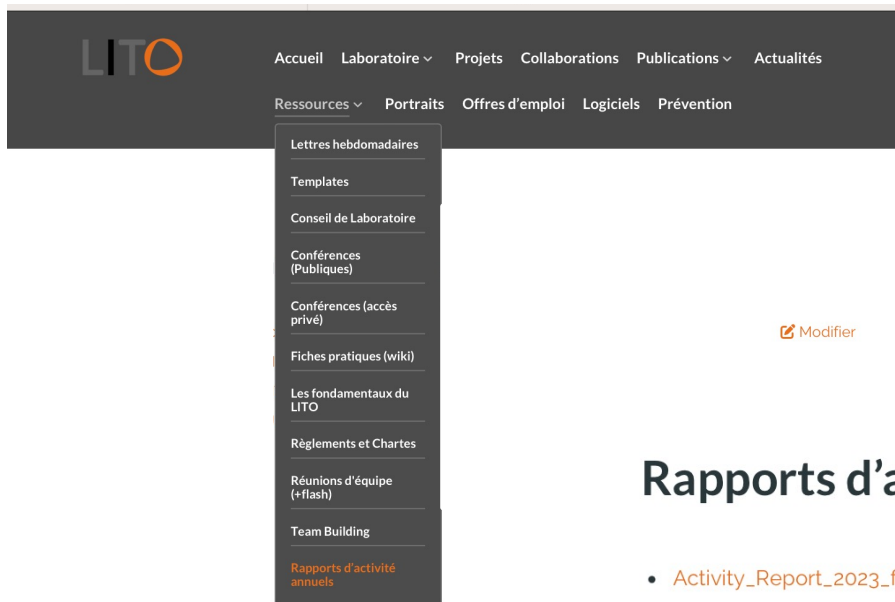 LITO
Accueil Laboratoire Projets Collaborations Publications Actualités
Ressources Portraits Offres d'emploi Logiciels Prévention
Lettres hebdomadaires
Templates
Conseil de Laboratoire
Conférences
(Publiques)
Conférences (accès
privé)
Modifier
Fiches pratiques (wiki)
Les fondamentaux du
LITO
Règlements et Chartes
Réunions d'équipe
(+flash)
Rapports d'a
Team Building
Rapports d'activité
annuels
• Activity_Report_2023_f